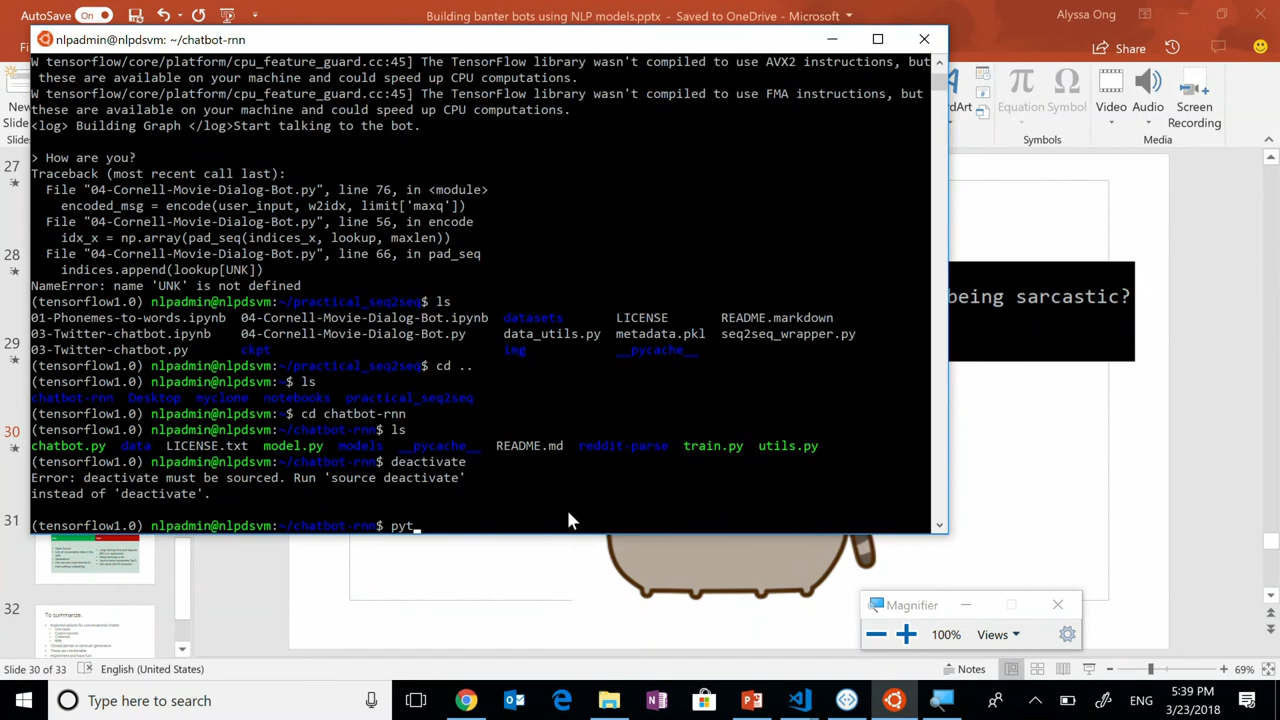 AutoSave On
Building banter bots using NLP models.pptx - Saved to OneDrive - Microsoft
Alyssa Ong
nlpadmin@nlpdsvm: ~/chatbot-rnn
W tensorflow/core/platform/cpu_feature_guard.cc:45] The TensorFlow library wasn't compiled to use AVX2 instructions, but
these are available on your machine and could speed up CPU computations.
W tensorflow/core/platform/cpu_feature_guard.cc:45] The TensorFlow library wasn't compiled to use FMA instructions, but
these are available on your machine and could speed up CPU computations.
<log> Building Graph </log>Start talking to the bot.
> How are you?
Traceback (most recent call last):
File "04-Cornell-Movie-Dialog-Bot.py", line 76, in <module>
encoded_msg = encode(user_input, w2idx, limit['maxq'])
File "04-Cornell-Movie-Dialog-Bot.py", line 56, in encode
idx_x = np.array(pad_seq(indices_x, lookup, maxlen))
File "04-Cornell-Movie-Dialog-Bot.py", line 66, in pad_seq
indices.append(lookup[UNK])
NameError: name 'UNK' is not defined
(tensorflow1.0) nlpadmin@nlpdsvm:~/practical_seq2seq$ ls
01-Phonemes-to-words.ipynb 04-Cornell-Movie-Dialog-Bot.ipynb datasets LICENSE README.markdown
03-Twitter-chatbot.ipynb 04-Cornell-Movie-Dialog-Bot.py data_utils.py metadata.pkl seq2seq_wrapper.py
03-Twitter-chatbot.py ckpt img __pycache__
(tensorflow1.0) nlpadmin@nlpdsvm:~/practical_seq2seq$ cd ..
(tensorflow1.0) nlpadmin@nlpdsvm:~$ ls
chatbot-rnn Desktop myclone notebooks practical_seq2seq
(tensorflow1.0) nlpadmin@nlpdsvm:~$ cd chatbot-rnn
(tensorflow1.0) nlpadmin@nlpdsvm:~/chatbot-rnn$ ls
chatbot.py data LICENSE.txt model.py models __pycache__ README.md reddit-parse train.py utils.py
(tensorflow1.0) nlpadmin@nlpdsvm:~/chatbot-rnn$ deactivate
Error: deactivate must be sourced. Run 'source deactivate'
instead of 'deactivate'.
(tensorflow1.0) nlpadmin@nlpdsvm:~/chatbot-rnn$ pyt_
Share
New
Slide
Equation Symbol
Symbols
Video Audio Screen
Recording
Media
27
28
29
30
31
32
being sarcastic?
To summarize.
Magnifier
100% Views
Slide 30 of 33 English (United States)
Notes
69%
Type here to search
ENG
5:39 PM
3/23/2018